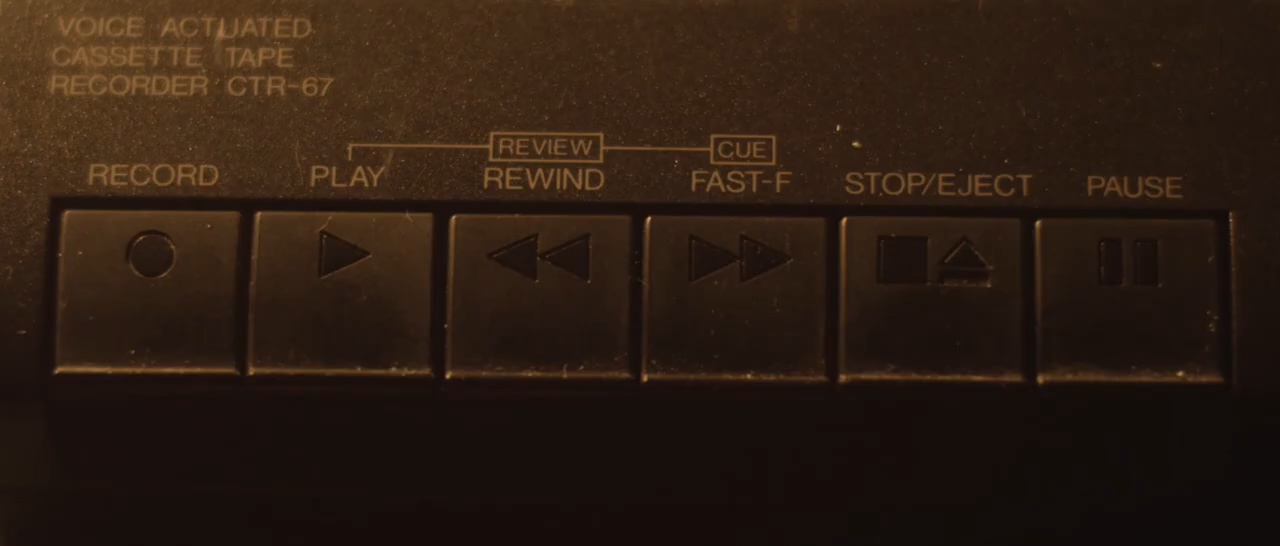 VOICE ACTUATED
CASSETTE TAPE
RECORDER CTR-67
REVIEW CUE
RECORD PLAY REWIND FAST-F STOP/EJECT PAUSE